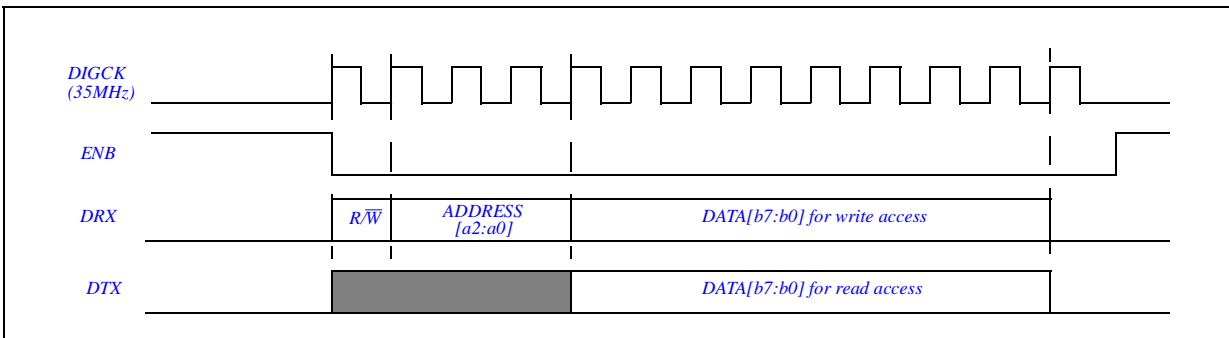 DIGCK
(35MHz)
ENB
DRX
R/W̅
ADDRESS
[a2:a0]
DATA[b7:b0] for write access
DTX
DATA[b7:b0] for read access